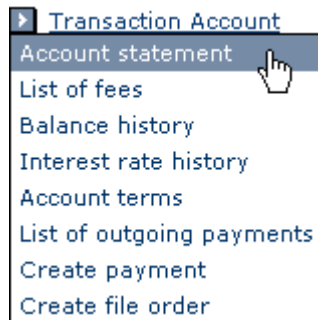 Transaction Account
Account statement
List of fees
Balance history
Interest rate history
Account terms
List of outgoing payments
Create payment
Create file order